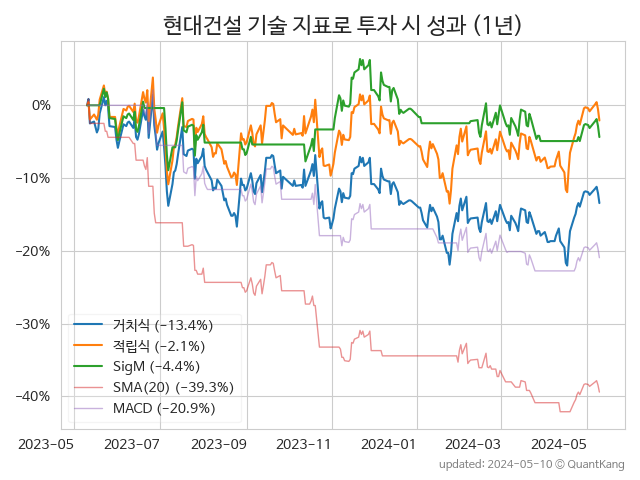 현대건설 기술 지표로 투자 시 성과 (1년)
0%
−10%
−20%
−30%
−40%
거치식 (−13.4%)
적립식 (−2.1%)
SigM (−4.4%)
SMA(20) (−39.3%)
MACD (−20.9%)
2023-05 2023-07 2023-09 2023-11 2024-01 2024-03 2024-05
updated: 2024-05-10 © QuantKang